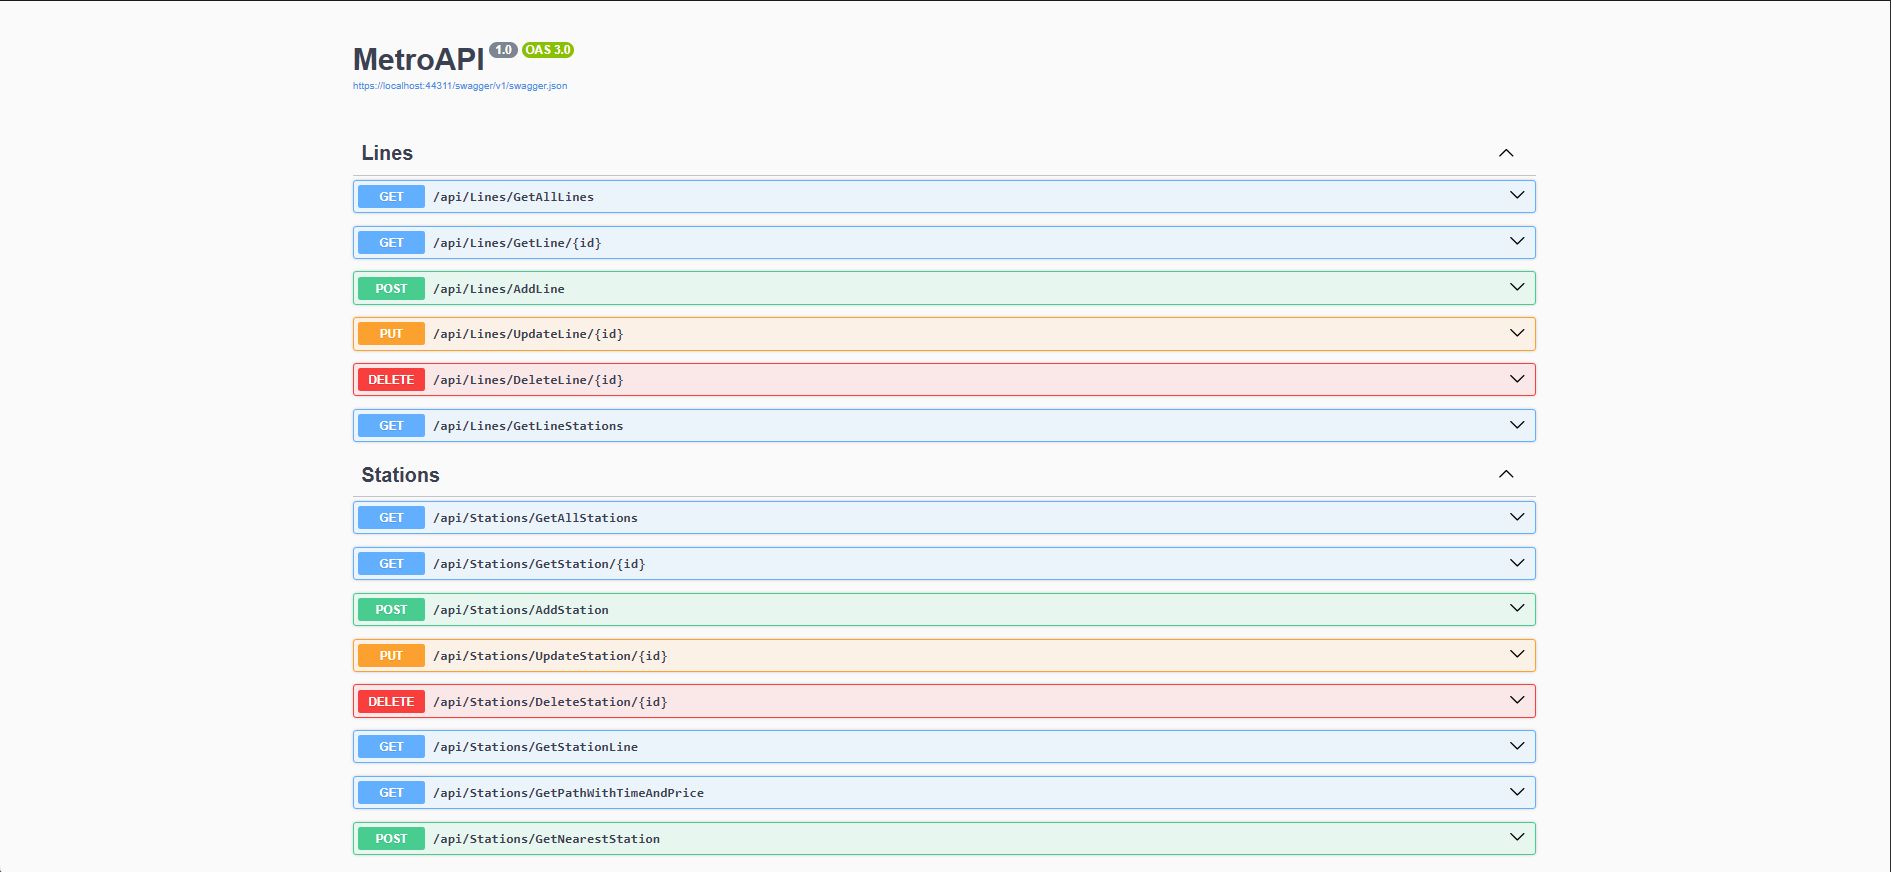 MetroAPI 1.0 OAS 3.0
https://localhost:44311/swagger/v1/swagger.json
Lines
GET /api/Lines/GetAllLines
GET /api/Lines/GetLine/{id}
POST /api/Lines/AddLine
PUT /api/Lines/UpdateLine/{id}
DELETE /api/Lines/DeleteLine/{id}
GET /api/Lines/GetLineStations
Stations
GET /api/Stations/GetAllStations
GET /api/Stations/GetStation/{id}
POST /api/Stations/AddStation
PUT /api/Stations/UpdateStation/{id}
DELETE /api/Stations/DeleteStation/{id}
GET /api/Stations/GetStationLine
GET /api/Stations/GetPathWithTimeAndPrice
POST /api/Stations/GetNearestStation